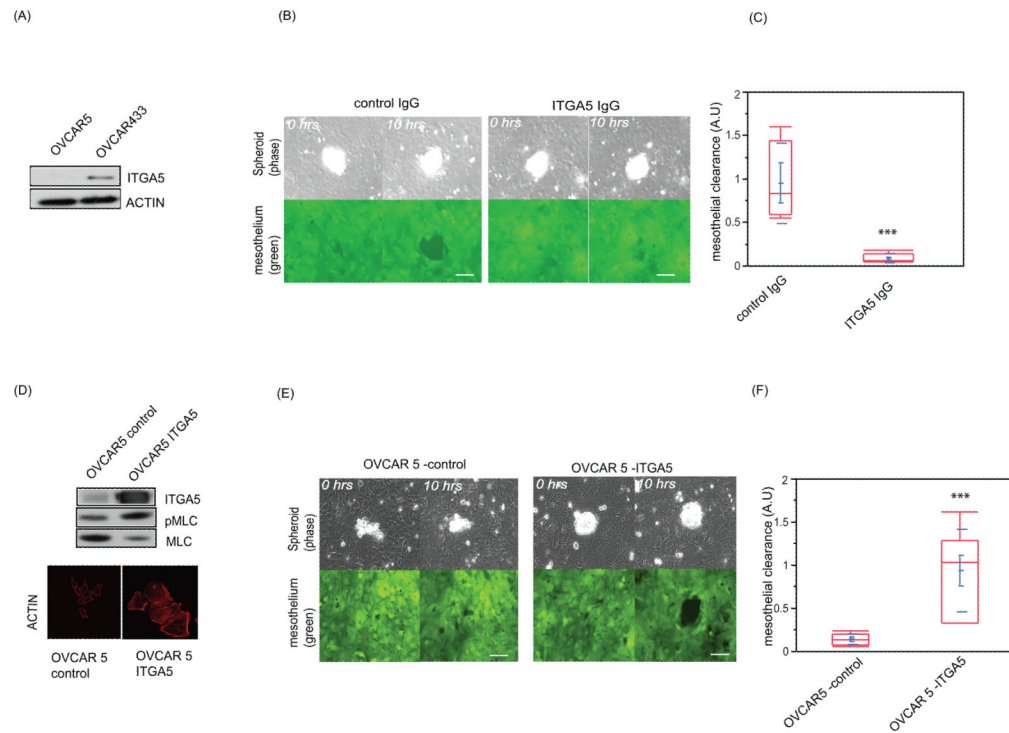 (A)
OVCAR5
OVCAR433
ITGA5
ACTIN
(B)
control IgG
ITGA5 IgG
0 hrs
10 hrs
0 hrs
10 hrs
Spheroid
(phase)
mesothelium
(green)
(C)
mesothelial clearance (A.U)
2
1.5
1
0.5
0
***
control IgG
ITGA5 IgG
(D)
OVCAR5 control
OVCAR5 ITGA5
ITGA5
pMLC
MLC
ACTIN
OVCAR 5
control
OVCAR 5
ITGA5
(E)
OVCAR 5 -control
OVCAR 5 -ITGA5
0 hrs
10 hrs
0 hrs
10 hrs
Spheroid
(phase)
mesothelium
(green)
(F)
mesothelial clearance (A.U)
2
1.5
1
0.5
0
***
OVCAR5 -control
OVCAR 5 -ITGA5